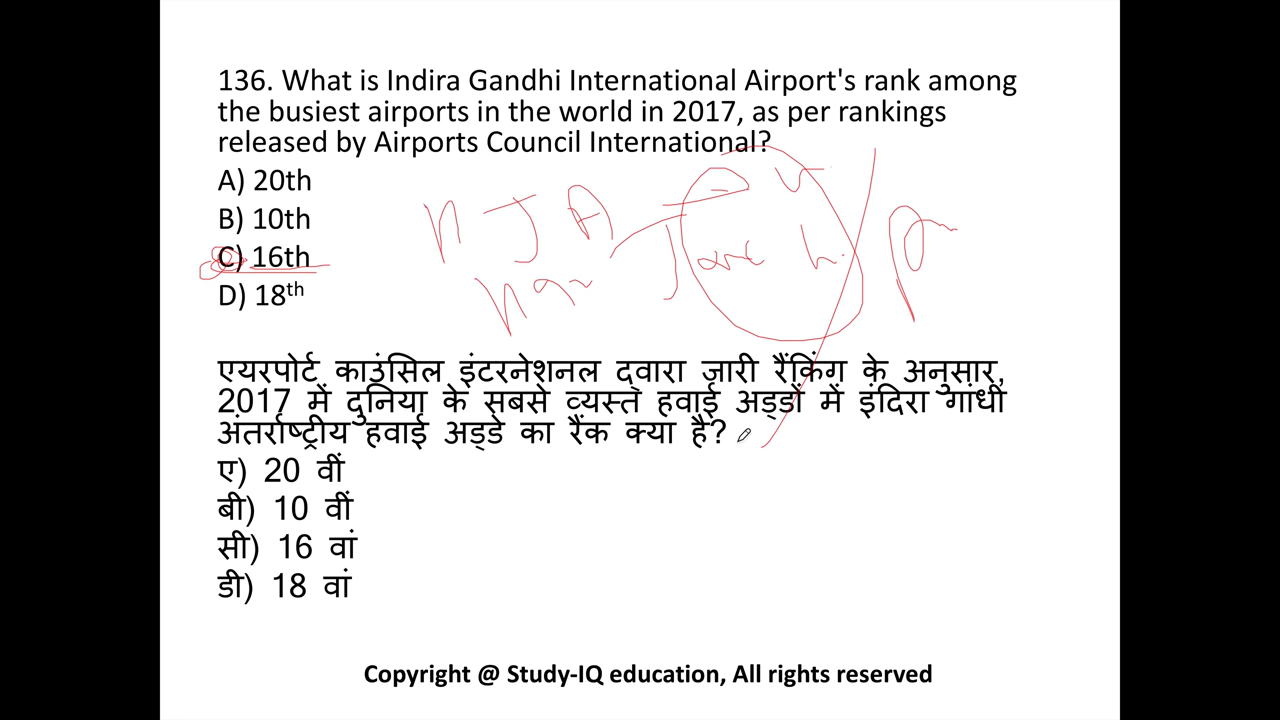 136. What is Indira Gandhi International Airport's rank among
the busiest airports in the world in 2017, as per rankings
released by Airports Council International?
A) 20th
B) 10th
C) 16th
D) 18th
एयरपोर्ट काउंसिल इंटरनेशनल द्वारा जारी रैंकिंग के अनुसार,
2017 में दुनिया के सबसे व्यस्त हवाई अड्डों में इंदिरा गांधी
अंतर्राष्ट्रीय हवाई अड्डे का रैंक क्या है?
ए) 20 वीं
बी) 10 वीं
सी) 16 वां
डी) 18 वां
Copyright @ Study-IQ education, All rights reserved